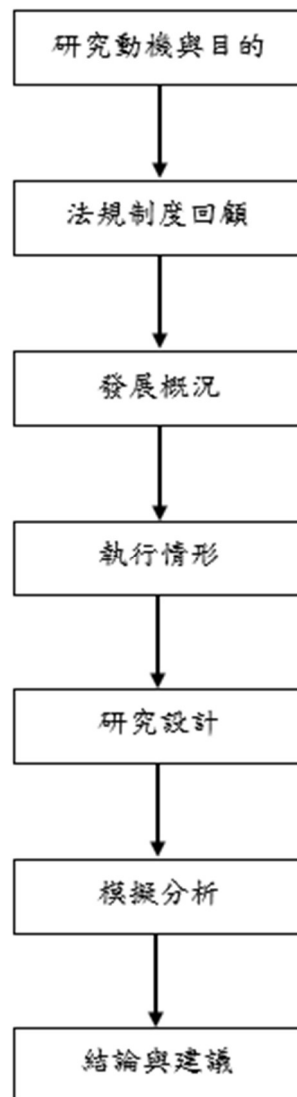 研究動機與目的
法規制度回顧
發展概況
執行情形
研究設計
模擬分析
結論與建議